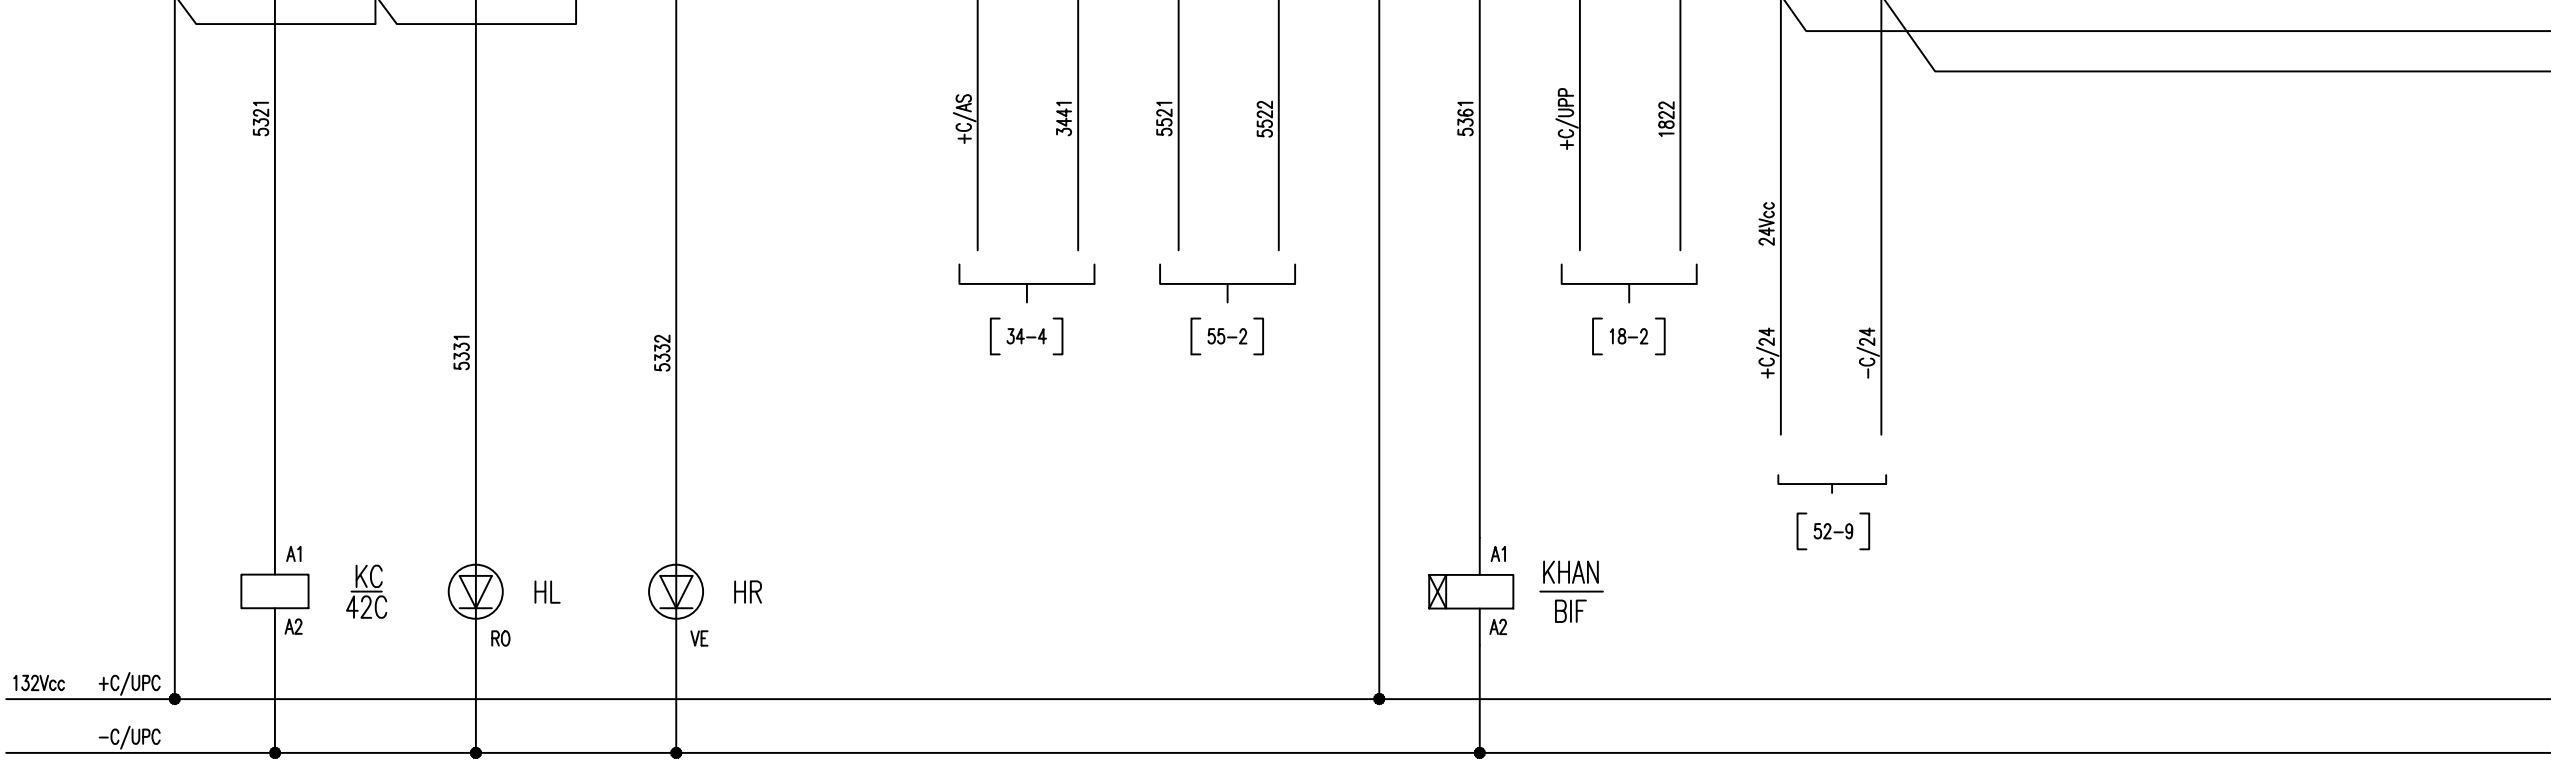 5321
+C/AS
3441
5521
5522
5361
+C/UPP
1822
24Vcc
5331
5332
[34-4]
[55-2]
[18-2]
+C/24
-C/24
[52-9]
A1
KC
42C
A2
HL
RO
HR
VE
A1
KHAN
BIF
A2
132Vcc +C/UPC
-C/UPC